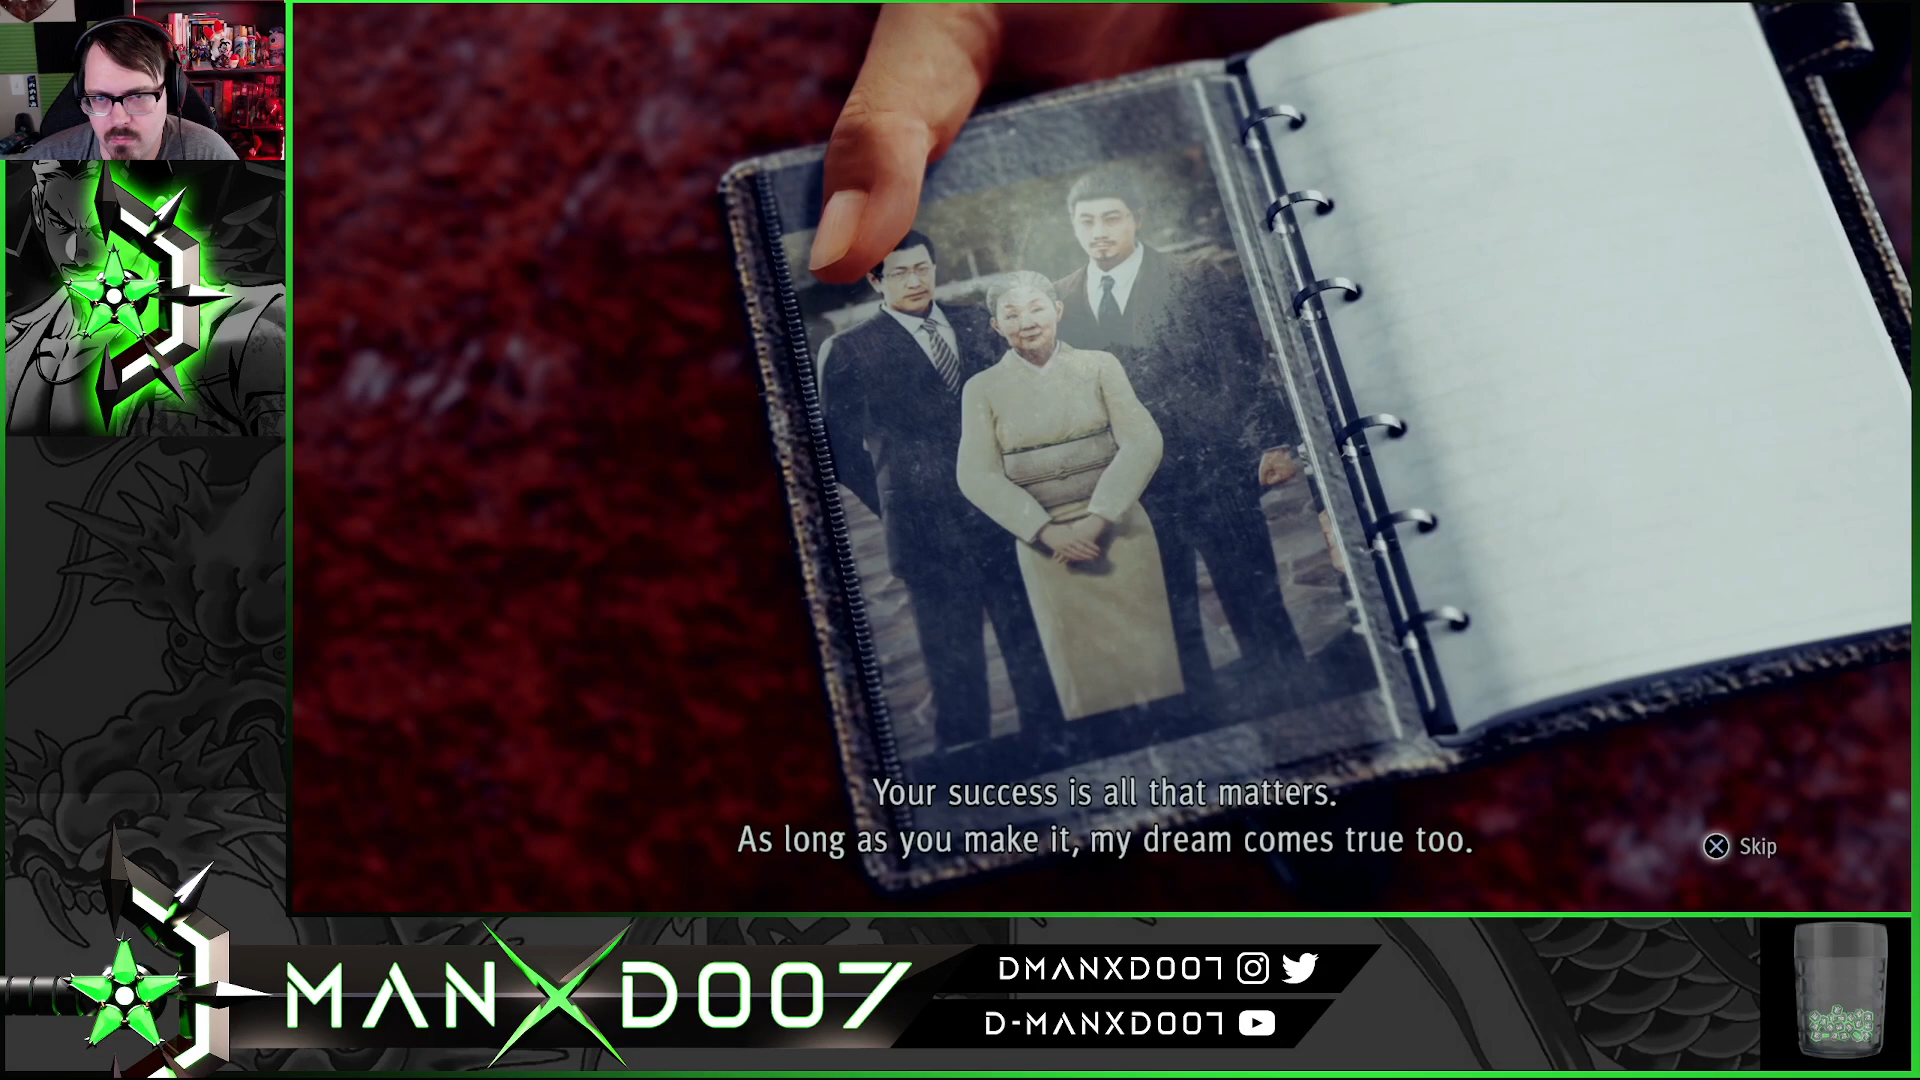 Your success is all that matters.
As long as you make it, my dream comes true too.
Skip
MANXD007
DMANXD007
D-MANXD007